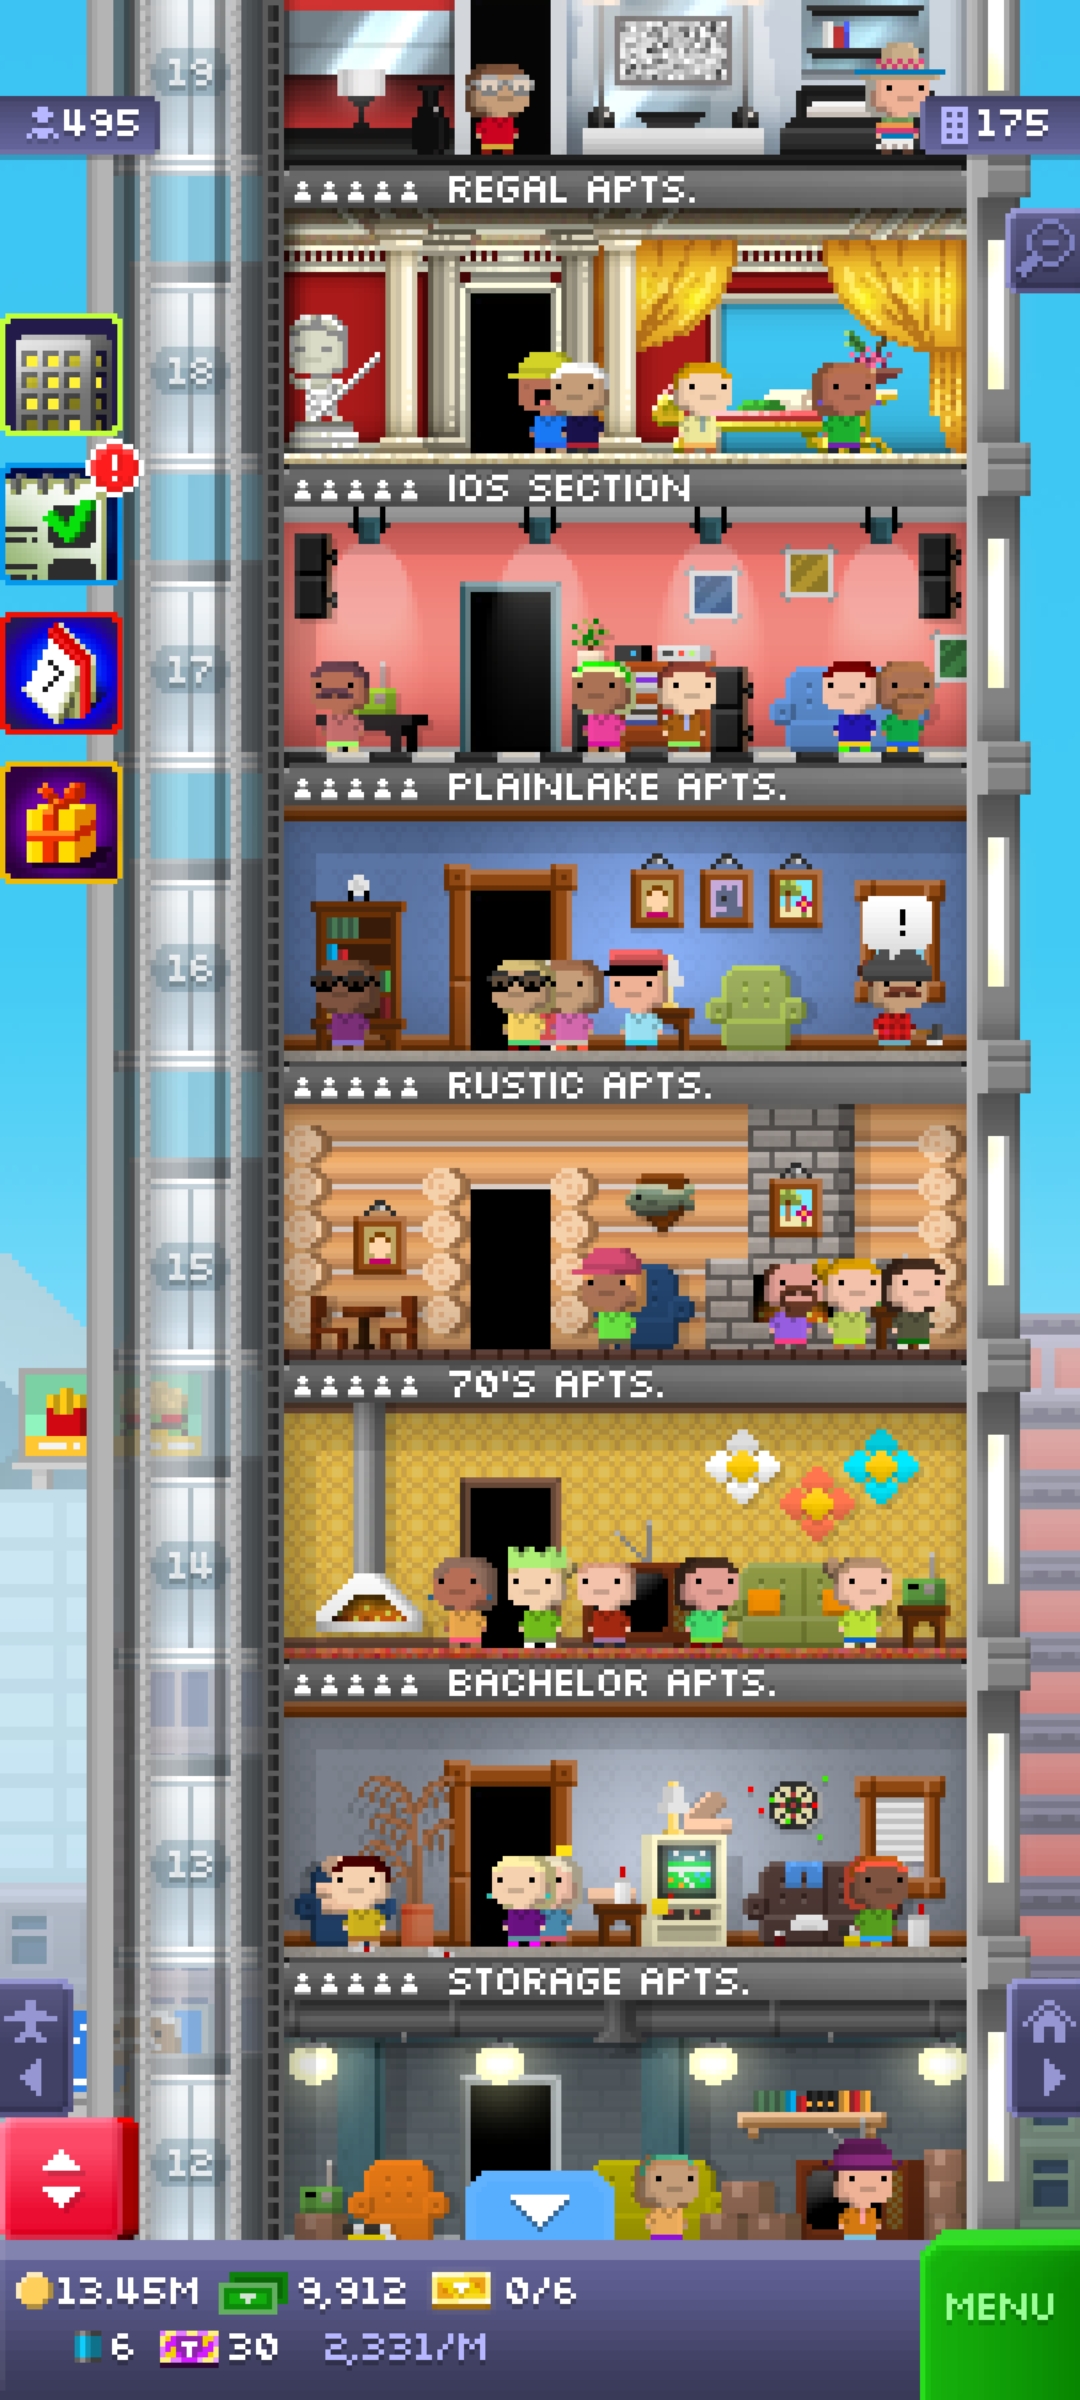 19
495
175
REGAL APTS.
18
IOS SECTION
17
PLAINLAKE APTS.
!
16
RUSTIC APTS.
15
70'S APTS.
14
BACHELOR APTS.
13
STORAGE APTS.
12
13.45M 9,912 0/6
6 T 30 2,331/M
MENU
!
7